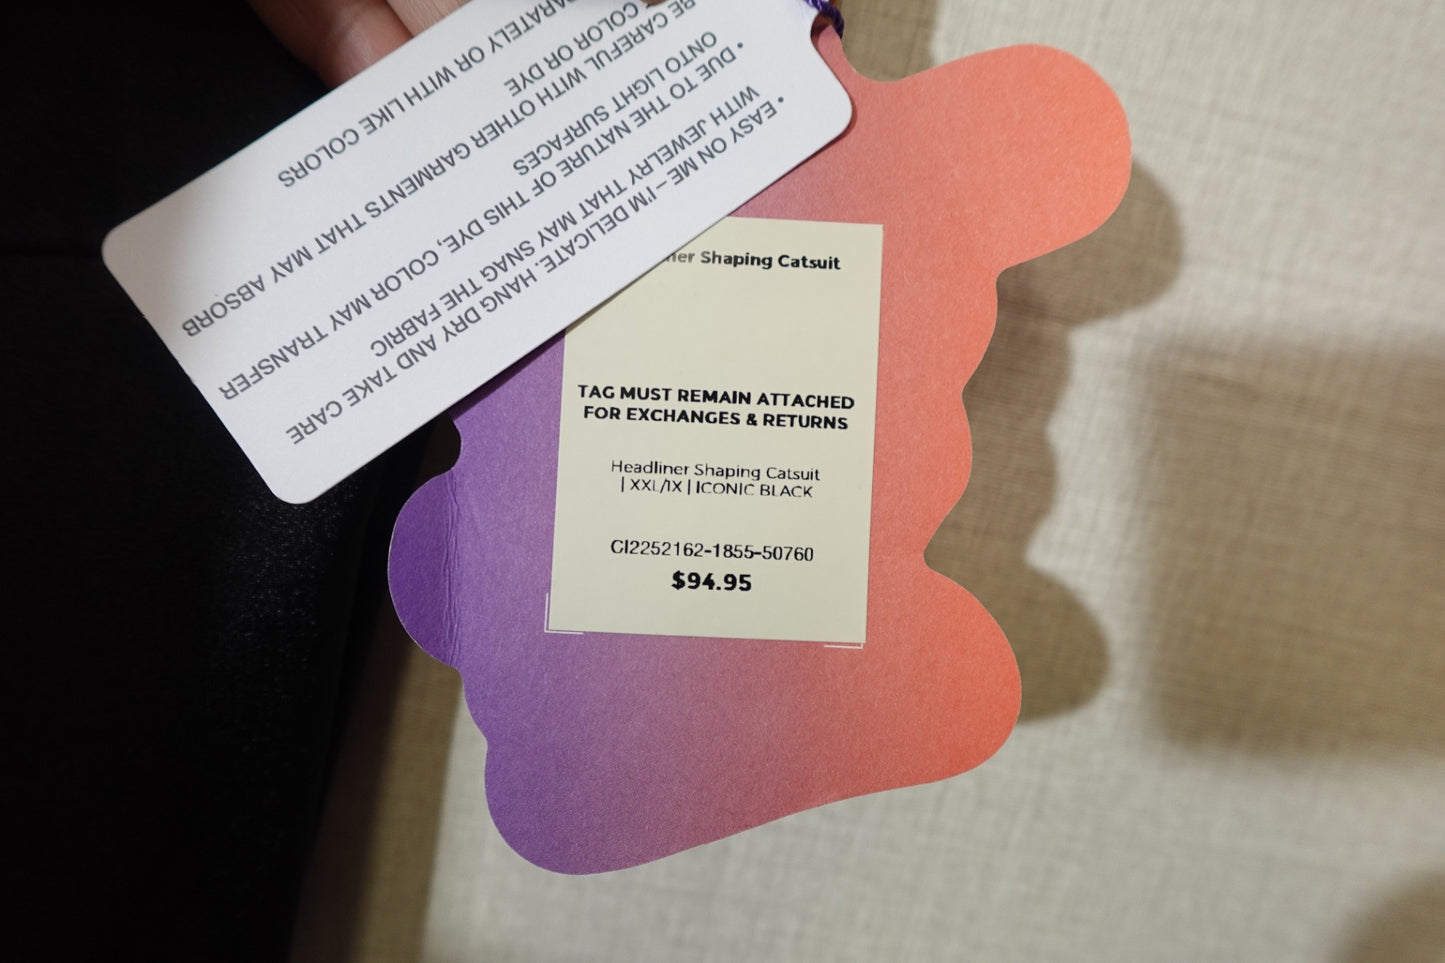 PARATELY OR WITH LIKE COLORS
BE CAREFUL WITH OTHER GARMENTS THAT MAY ABSORB
COLOR OR DYE
• DUE TO THE NATURE OF THIS DYE, COLOR MAY TRANSFER
ONTO LIGHT SURFACES
• EASY ON ME – I'M DELICATE. HANG DRY AND TAKE CARE
WITH JEWELRY THAT MAY SNAG THE FABRIC
Shaping Catsuit
TAG MUST REMAIN ATTACHED
FOR EXCHANGES & RETURNS
Headliner Shaping Catsuit
| XXL/1X | ICONIC BLACK
CI2252162-1855-50760
$94.95